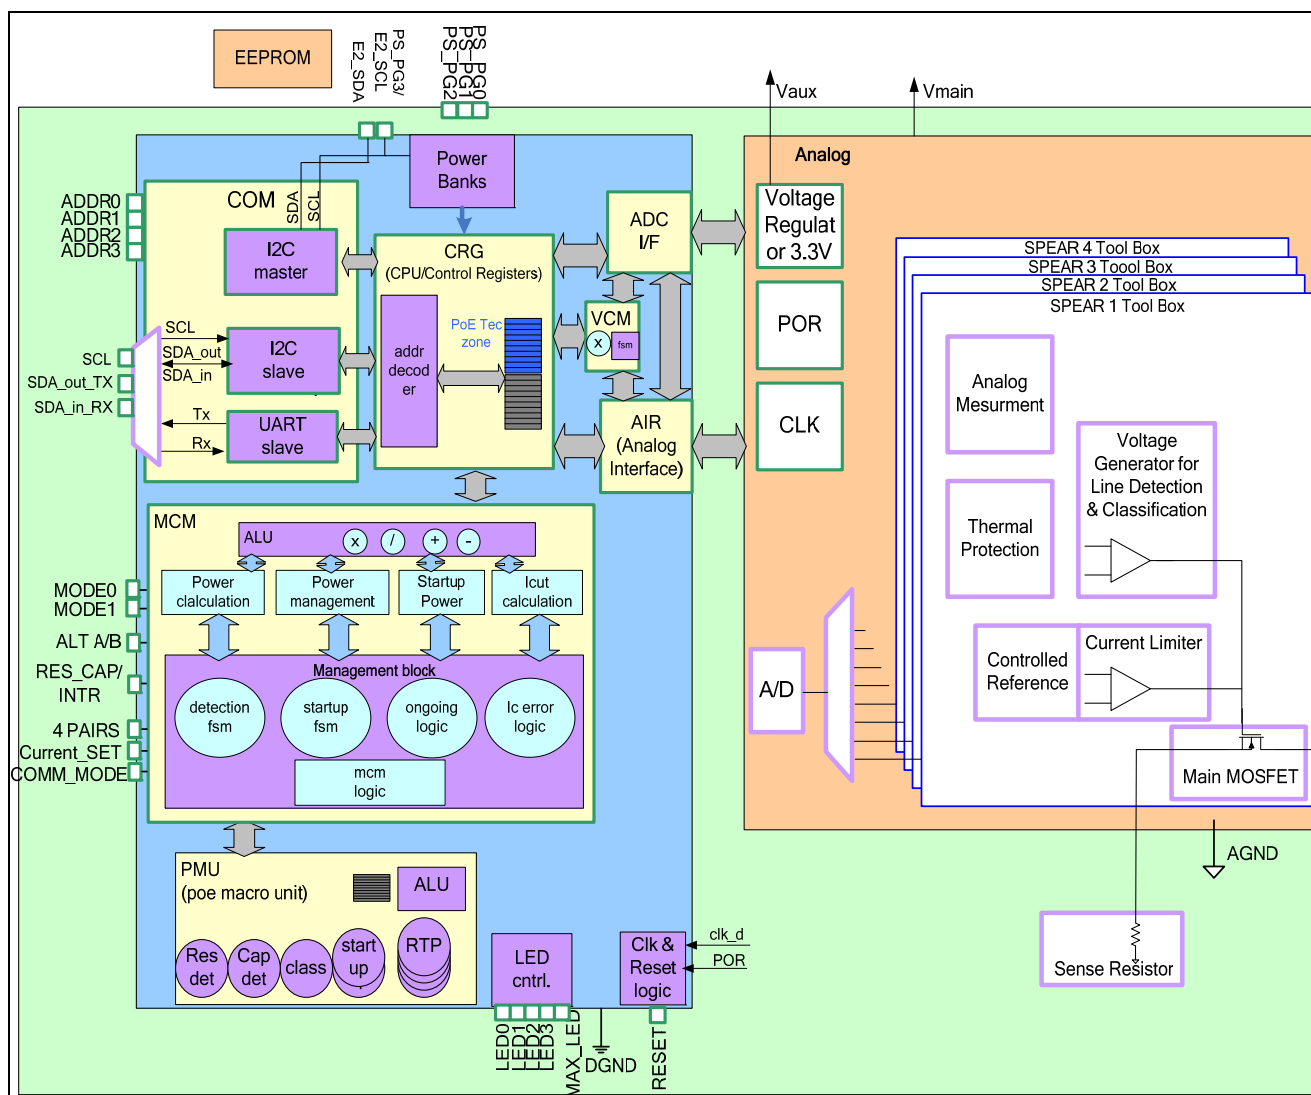 EEPROM
E2_SDA
E2_SCL
PS_PG3/
PS_PG2
PS_PG1
PS_PG0
Vaux
Vmain
Power
Banks
Analog
ADDR0
ADDR1
ADDR2
ADDR3
COM
SDA
SCL
I2C
master
SCL
SDA_out
SDA_in
I2C
slave
Tx
Rx
UART
slave
SCL
SDA_out_TX
SDA_in_RX
CRG
(CPU/Control Registers)
addr
decod
er
PoE Tec
zone
ADC
I/F
VCM
x
fsm
AIR
(Analog
Interface)
Voltage
Regulat
or 3.3V
POR
CLK
SPEAR 4 Tool Box
SPEAR 3 Toool Box
SPEAR 2 Tool Box
SPEAR 1 Tool Box
Analog
Mesurment
Voltage
Generator for
Line Detection
& Classification
Thermal
Protection
Controlled
Reference
Current Limiter
A/D
Main MOSFET
AGND
Sense Resistor
MCM
ALU
x
/
+
-
Power
clalculation
Power
management
Startup
Power
Icut
calculation
Management block
detection
fsm
startup
fsm
ongoing
logic
Ic error
logic
mcm
logic
MODE0
MODE1
ALT A/B
RES_CAP/
INTR
4 PAIRS
Current_SET
COMM_MODE
PMU
(poe macro unit)
ALU
Res
det
Cap
det
class
start
up
RTP
LED
cntrl.
Clk &
Reset
logic
clk_d
POR
LED0
LED1
LED2
LED3
MAX_LED
DGND
RESET